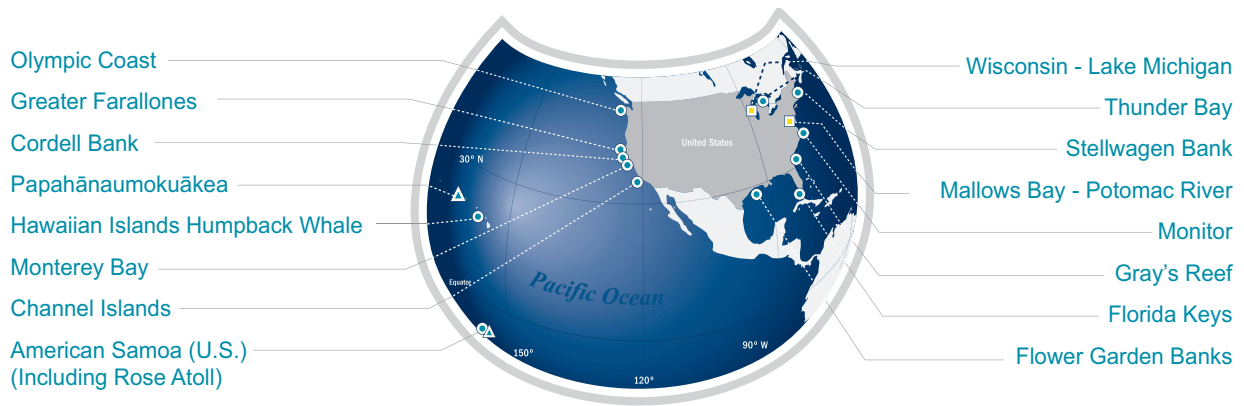 Olympic Coast
Greater Farallones
Cordell Bank
Papahānaumokuākea
Hawaiian Islands Humpback Whale
Monterey Bay
Channel Islands
American Samoa (U.S.)
(Including Rose Atoll)
30° N
Equator
150°
120°
90° W
Pacific Ocean
United States
Wisconsin - Lake Michigan
Thunder Bay
Stellwagen Bank
Mallows Bay - Potomac River
Monitor
Gray’s Reef
Florida Keys
Flower Garden Banks